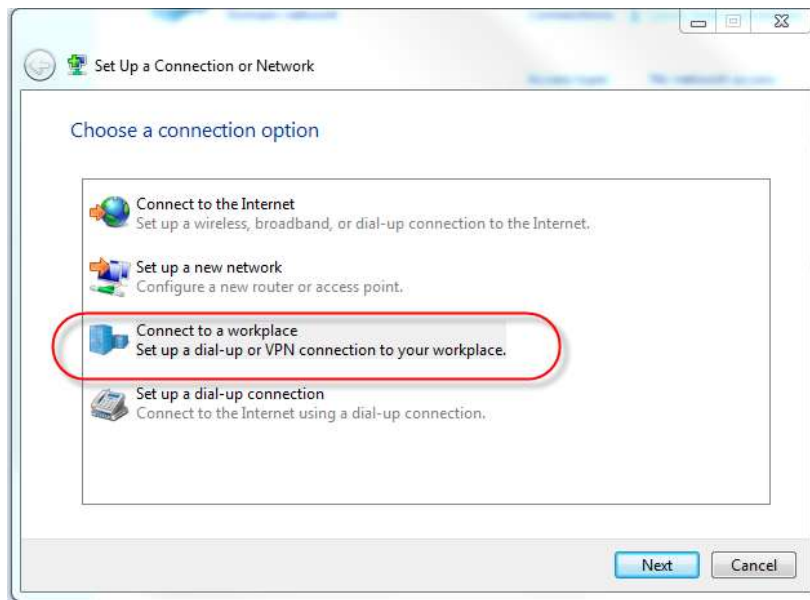 Set Up a Connection or Network
Choose a connection option
Connect to the Internet
Set up a wireless, broadband, or dial-up connection to the Internet.
Set up a new network
Configure a new router or access point.
Connect to a workplace
Set up a dial-up or VPN connection to your workplace.
Set up a dial-up connection
Connect to the Internet using a dial-up connection.
Next
Cancel